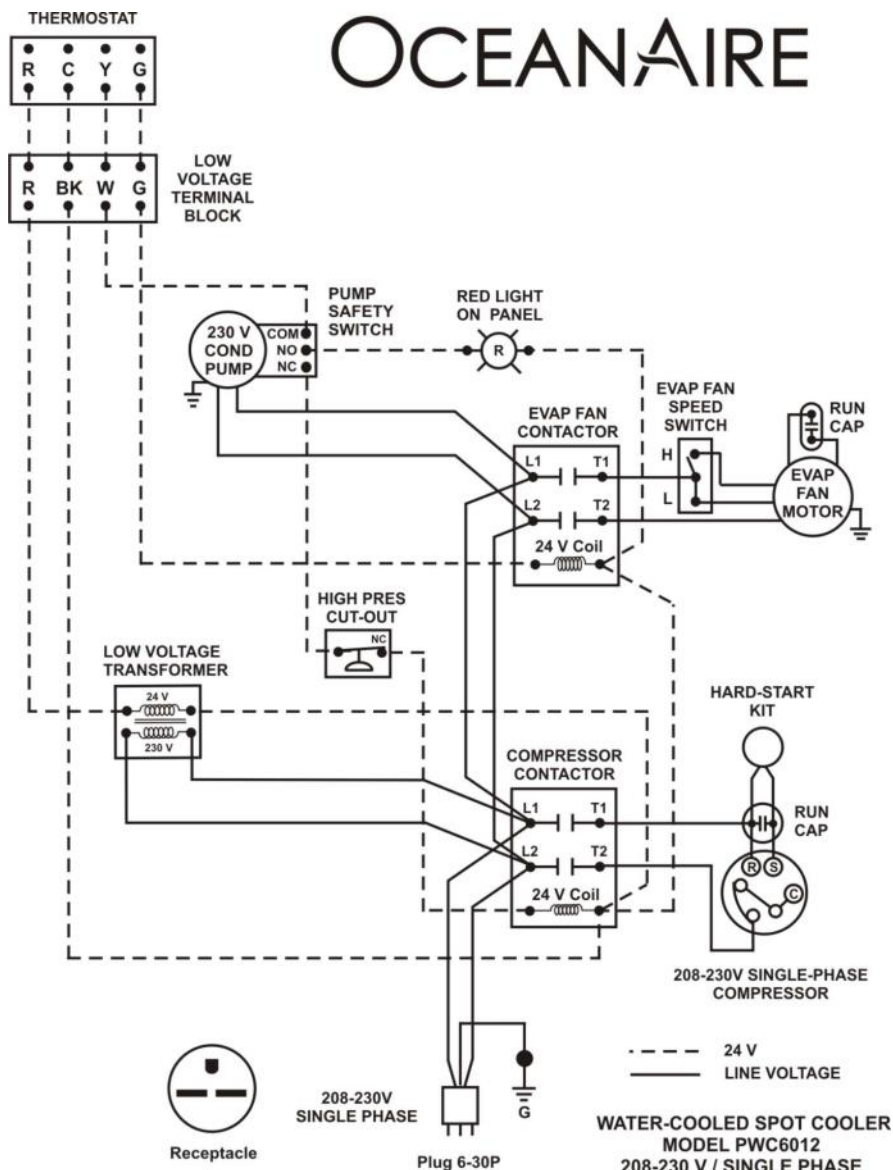 THERMOSTAT
OCEANAIRE
R C Y G
R BK W G
LOW
VOLTAGE
TERMINAL
BLOCK
230 V
COND
PUMP
COM
NO
NC
PUMP
SAFETY
SWITCH
RED LIGHT
ON PANEL
R
EVAP FAN
CONTACTOR
L1 T1
L2 T2
24 V Coil
EVAP FAN
SPEED
SWITCH
H
L
RUN
CAP
EVAP
FAN
MOTOR
HIGH PRES
CUT-OUT
NC
LOW VOLTAGE
TRANSFORMER
24 V
230 V
COMPRESSOR
CONTACTOR
L1 T1
L2 T2
24 V Coil
HARD-START
KIT
RUN
CAP
R S
C
208-230V SINGLE-PHASE
COMPRESSOR
24 V
LINE VOLTAGE
Receptacle
208-230V
SINGLE PHASE
G
Plug 6-30P
WATER-COOLED SPOT COOLER
MODEL PWC6012
208-230 V / SINGLE PHASE